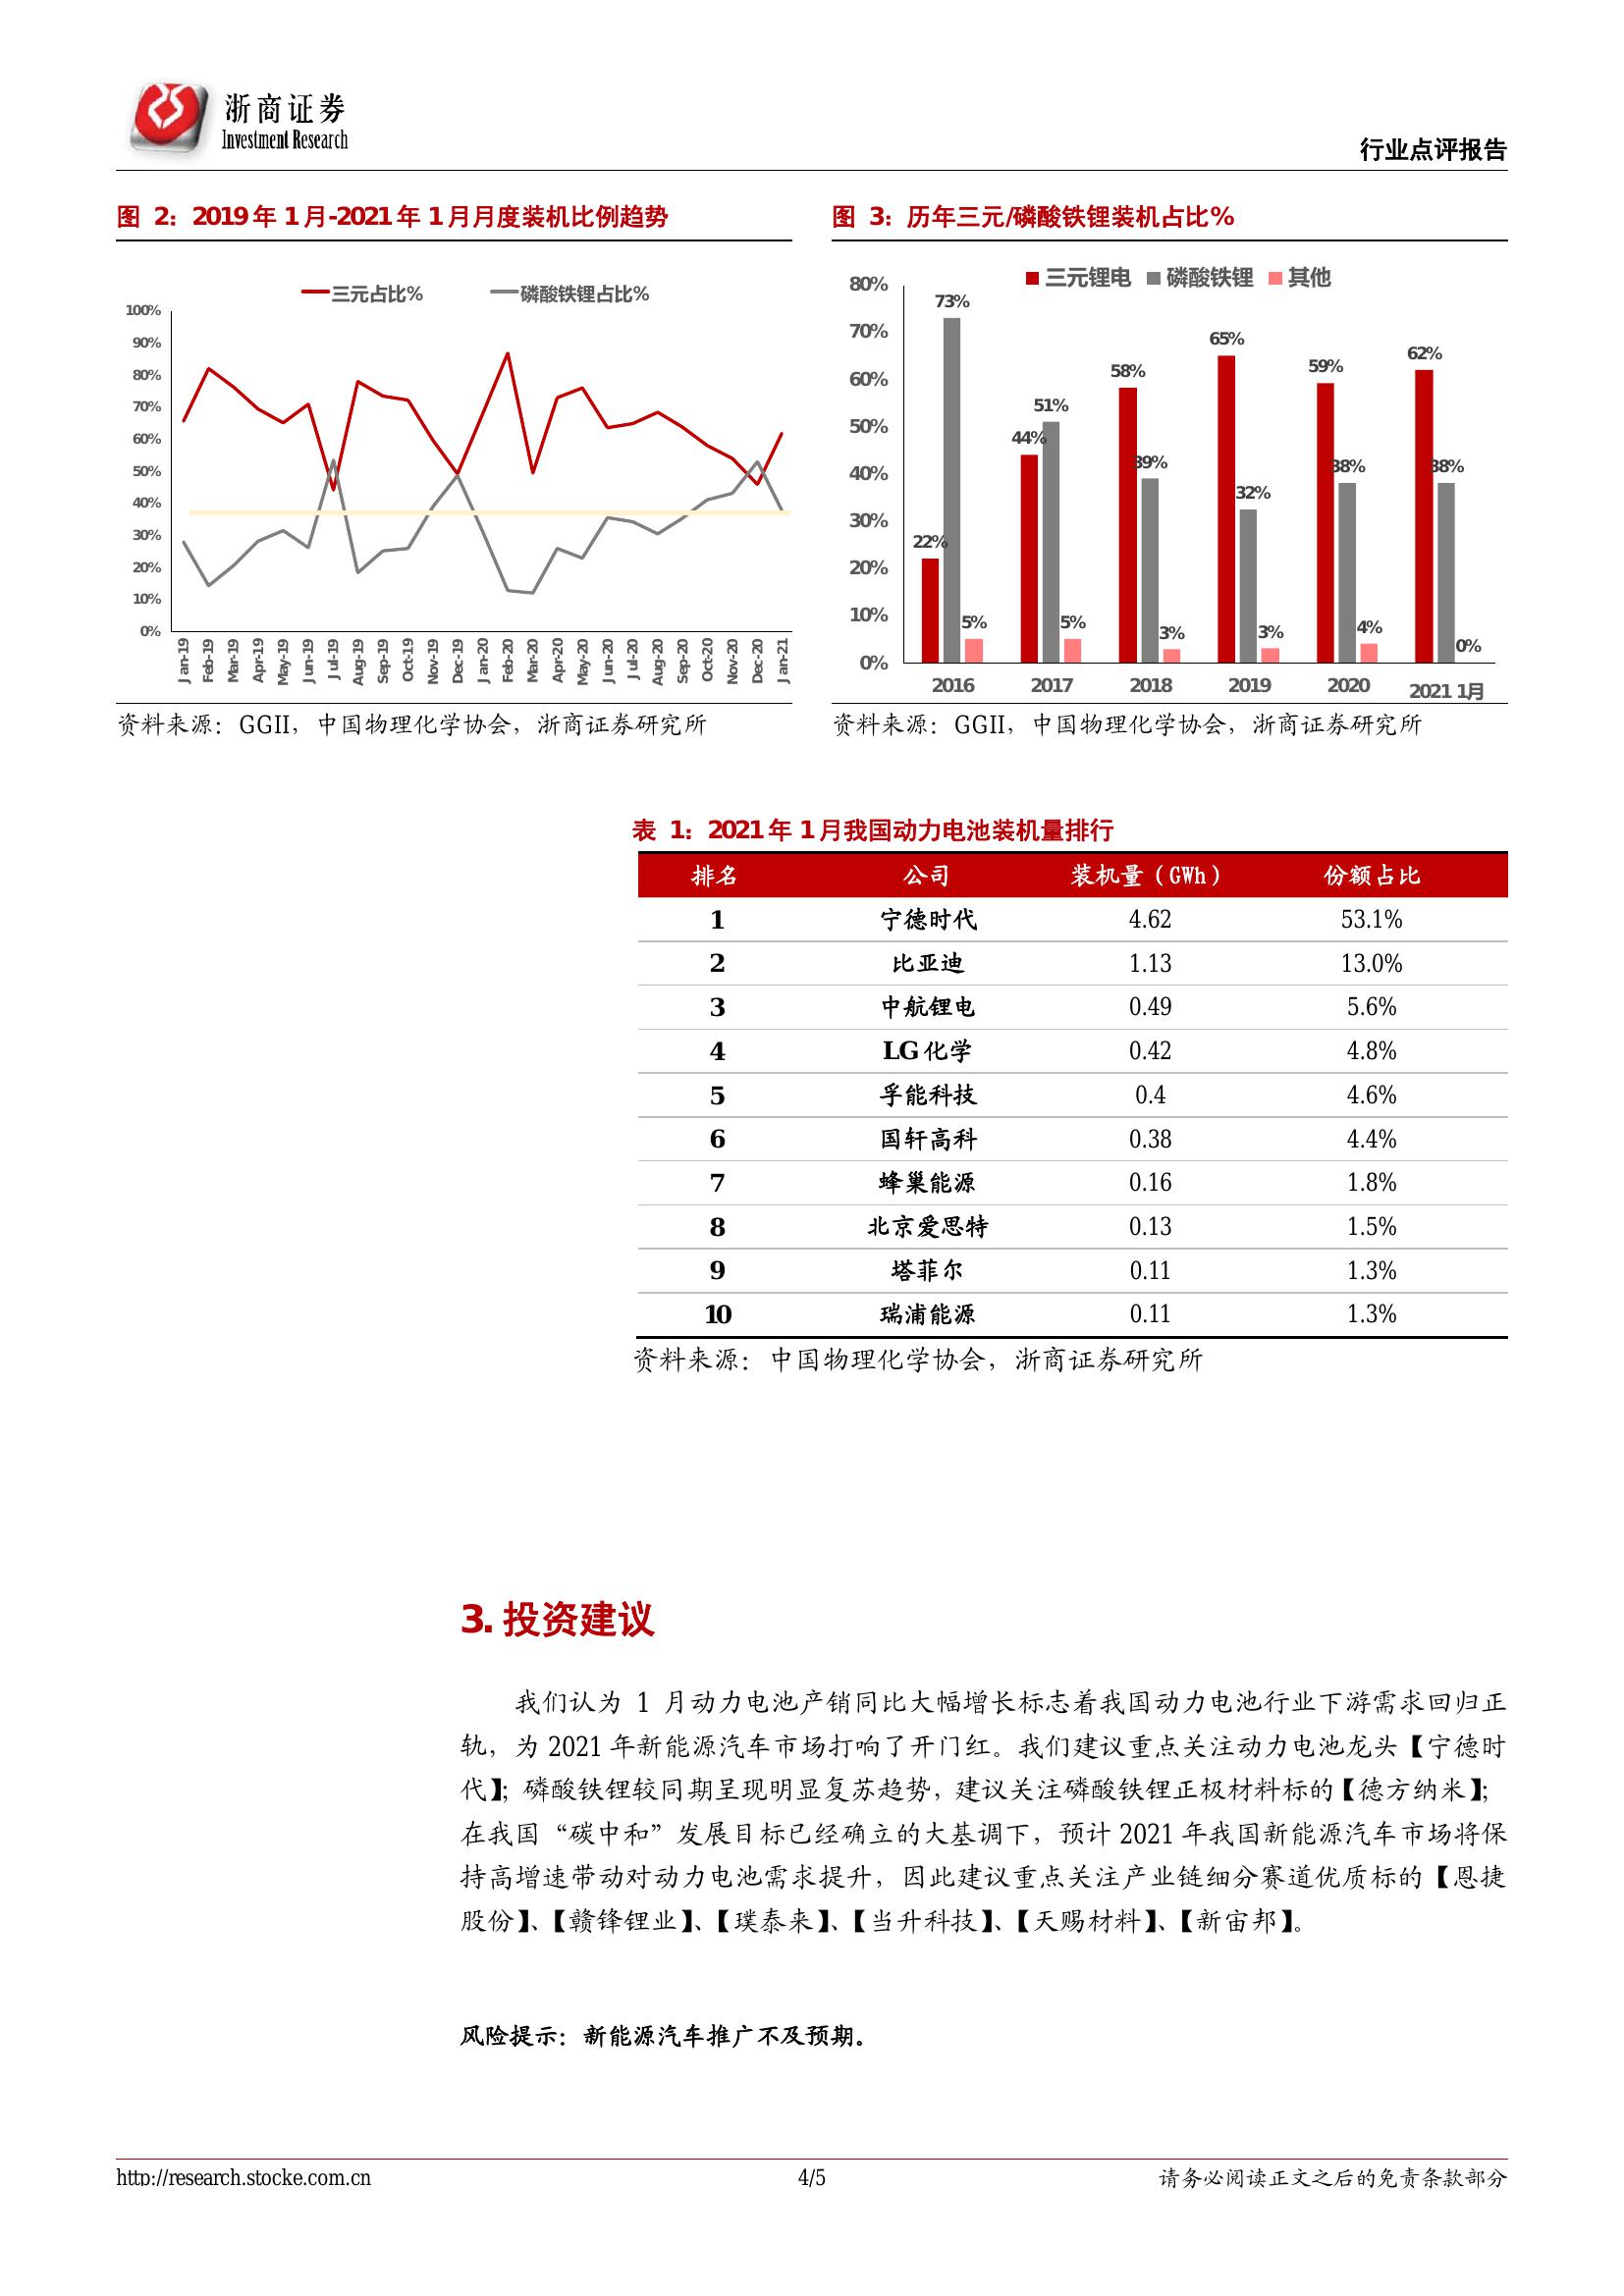 浙商证券
Investment Research
行业点评报告
图 2：2019 年 1 月-2021 年 1 月月度装机比例趋势
三元占比% 磷酸铁锂占比%
100%
90%
80%
70%
60%
50%
40%
30%
20%
10%
0%
Jan-19 Feb-19 Mar-19 Apr-19 May-19 Jun-19 Jul-19 Aug-19 Sep-19 Oct-19 Nov-19 Dec-19 Jan-20 Feb-20 Mar-20 Apr-20 May-20 Jun-20 Jul-20 Aug-20 Sep-20 Oct-20 Nov-20 Dec-20 Jan-21
资料来源：GGII，中国物理化学协会，浙商证券研究所
图 3：历年三元/磷酸铁锂装机占比%
三元锂电 磷酸铁锂 其他
80%
70%
60%
50%
40%
30%
20%
10%
0%
22% 73% 5%
44% 51% 5%
58% 39% 3%
65% 32% 3%
59% 38% 4%
62% 38% 0%
2016 2017 2018 2019 2020 2021 1月
资料来源：GGII，中国物理化学协会，浙商证券研究所
表 1：2021 年 1 月我国动力电池装机量排行
排名 公司 装机量（GWh） 份额占比
1 宁德时代 4.62 53.1%
2 比亚迪 1.13 13.0%
3 中航锂电 0.49 5.6%
4 LG 化学 0.42 4.8%
5 孚能科技 0.4 4.6%
6 国轩高科 0.38 4.4%
7 蜂巢能源 0.16 1.8%
8 北京爱思特 0.13 1.5%
9 塔菲尔 0.11 1.3%
10 瑞浦能源 0.11 1.3%
资料来源：中国物理化学协会，浙商证券研究所
3. 投资建议
我们认为 1 月动力电池产销同比大幅增长标志着我国动力电池行业下游需求回归正
轨，为 2021 年新能源汽车市场打响了开门红。我们建议重点关注动力电池龙头【宁德时
代】；磷酸铁锂较同期呈现明显复苏趋势，建议关注磷酸铁锂正极材料标的【德方纳米】；
在我国“碳中和”发展目标已经确立的大基调下，预计 2021 年我国新能源汽车市场将保
持高增速带动对动力电池需求提升，因此建议重点关注产业链细分赛道优质标的【恩捷
股份】、【赣锋锂业】、【璞泰来】、【当升科技】、【天赐材料】、【新宙邦】。
风险提示：新能源汽车推广不及预期。
http://research.stocke.com.cn 4/5 请务必阅读正文之后的免责条款部分